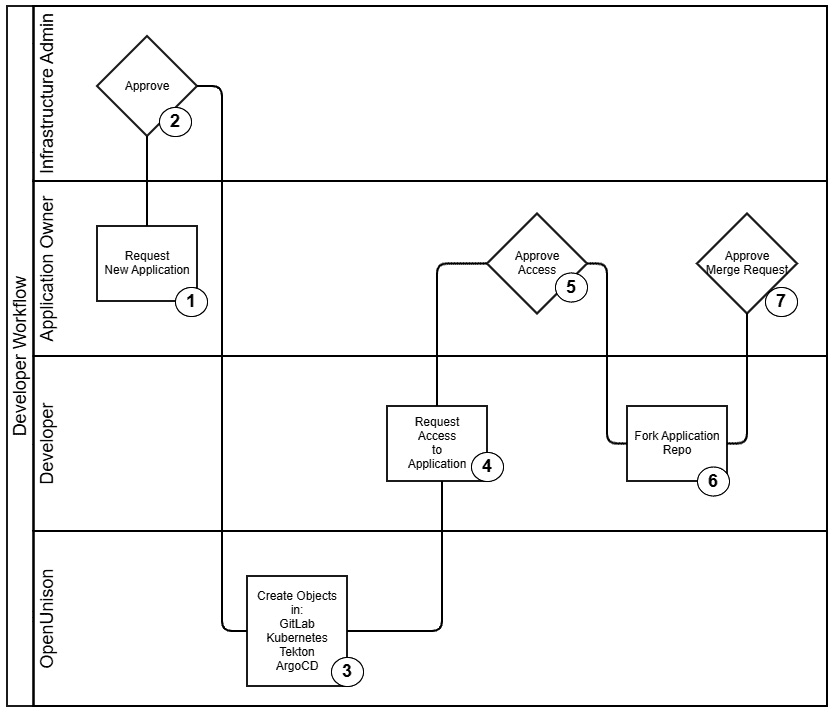 Developer Workflow
Infrastructure Admin
Approve
2
Application Owner
Request
New Application
1
Approve
Access
5
Approve
Merge Request
7
Developer
Request
Access
to
Application
4
Fork Application
Repo
6
OpenUnison
Create Objects
in:
GitLab
Kubernetes
Tekton
ArgoCD
3